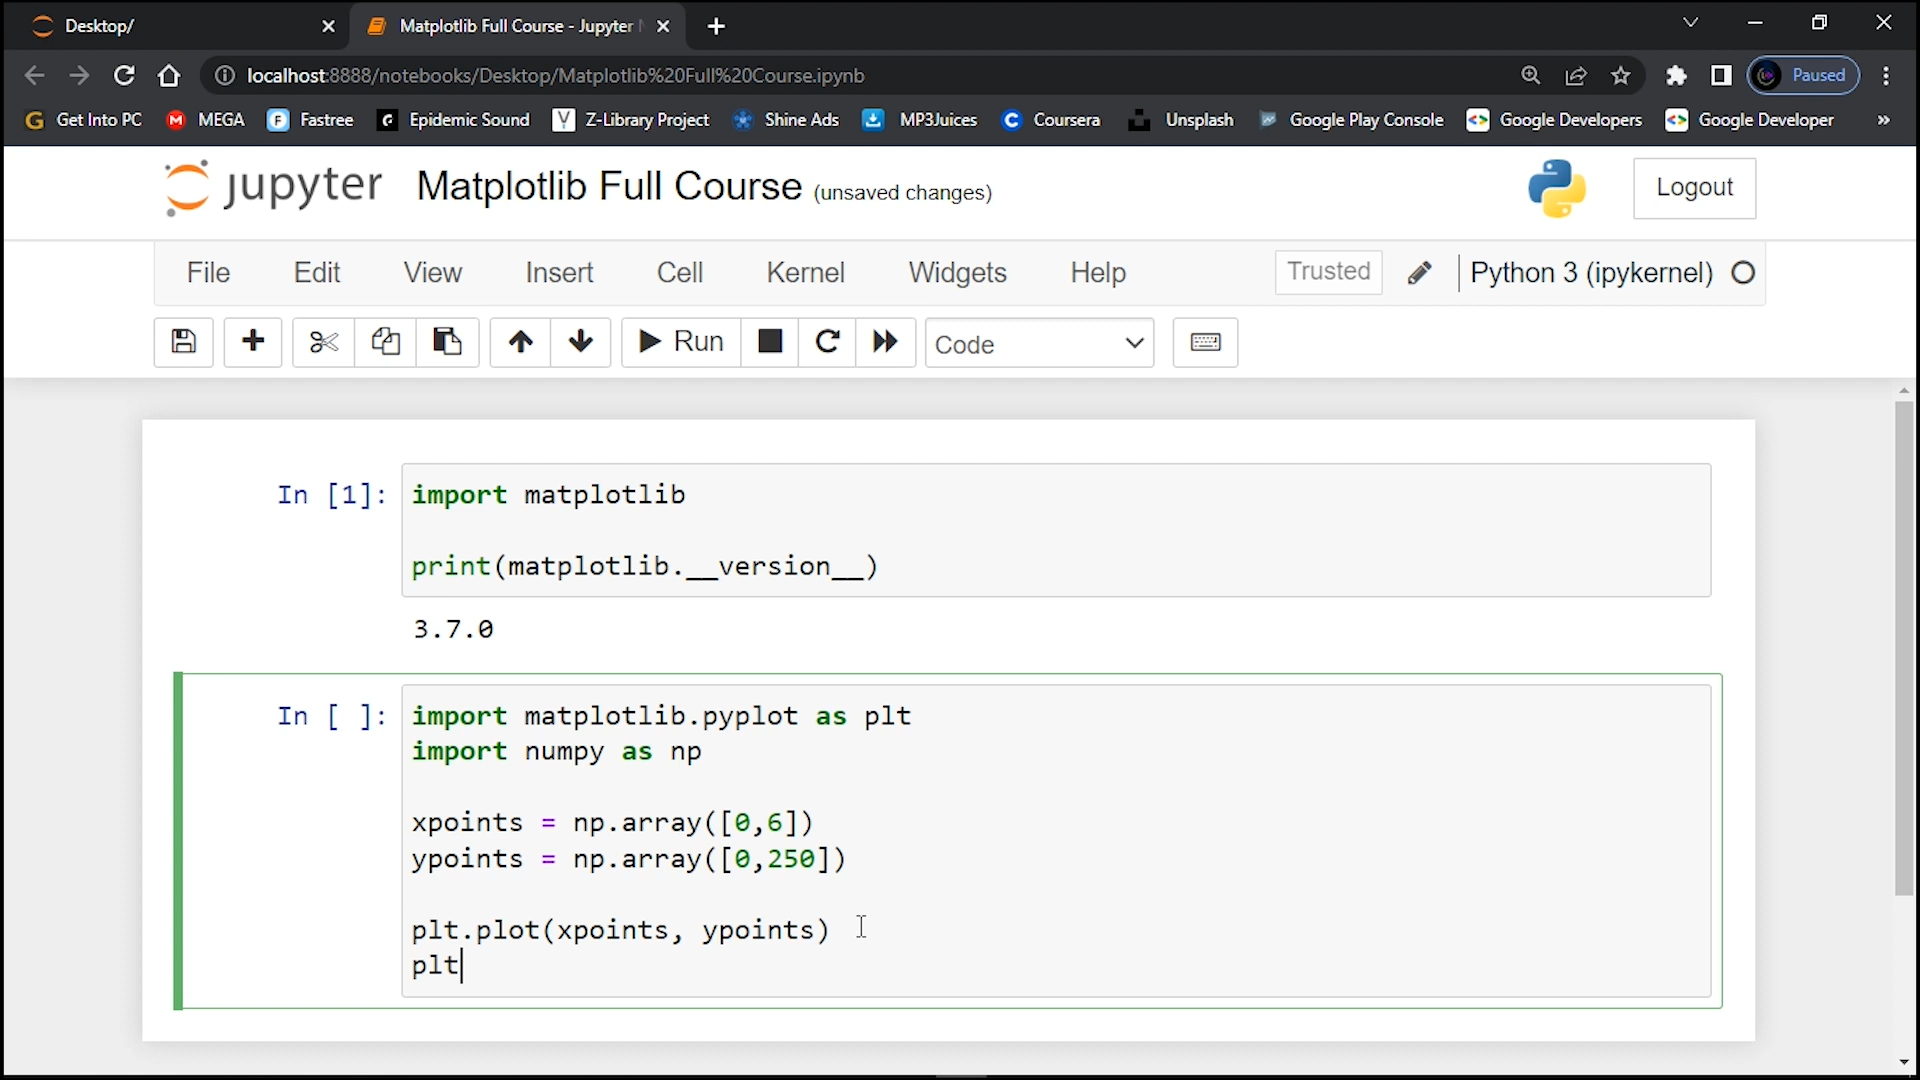 Desktop/
Matplotlib Full Course - Jupyter
localhost:8888/notebooks/Desktop/Matplotlib%20Full%20Course.ipynb
Paused
Get Into PC
MEGA
Fastree
Epidemic Sound
Z-Library Project
Shine Ads
MP3Juices
Coursera
Unsplash
Google Play Console
Google Developers
Google Developer
»
jupyter
Matplotlib Full Course (unsaved changes)
Logout
File
Edit
View
Insert
Cell
Kernel
Widgets
Help
Trusted
Python 3 (ipykernel)
Run
Code
In [1]:
import matplotlib
print(matplotlib.__version__)
3.7.0
In [ ]:
import matplotlib.pyplot as plt
import numpy as np
xpoints = np.array([0,6])
ypoints = np.array([0,250])
plt.plot(xpoints, ypoints)
plt